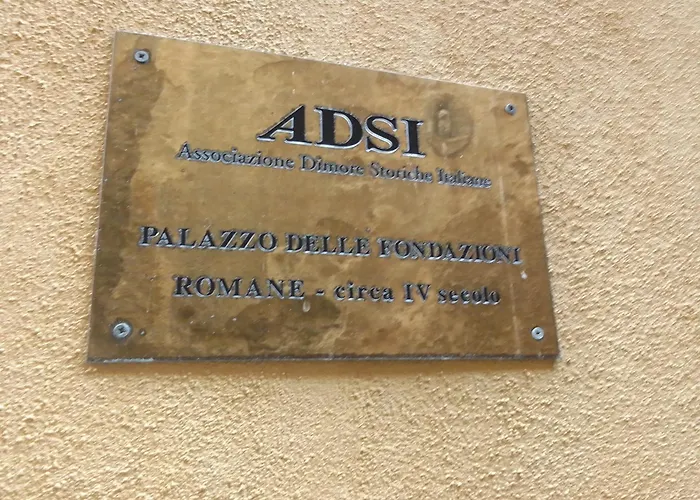 ADSI
Associazione Dimore Storiche Italiane
PALAZZO DELLE FONDAZIONI
ROMANE - circa IV secolo